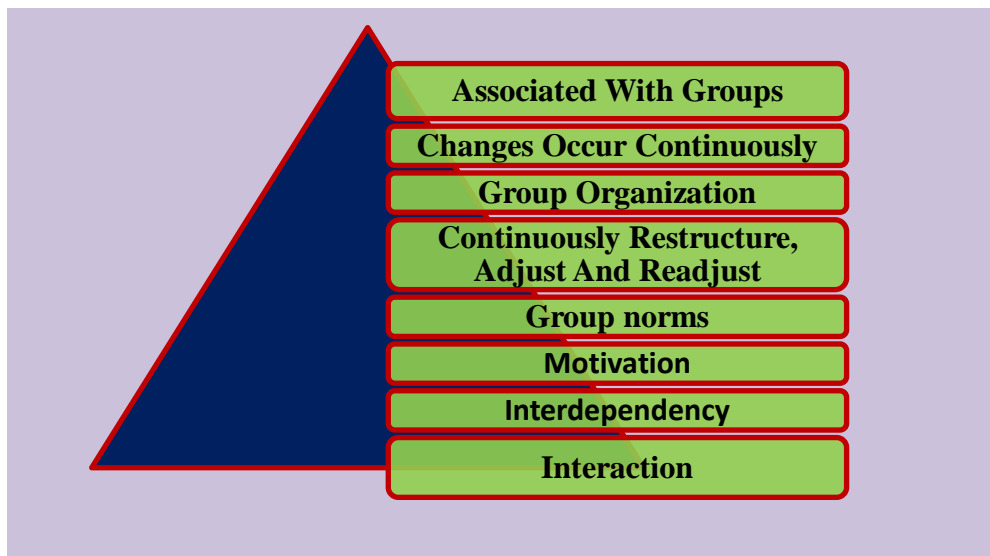 Associated With Groups
Changes Occur Continuously
Group Organization
Continuously Restructure,
Adjust And Readjust
Group norms
Motivation
Interdependency
Interaction